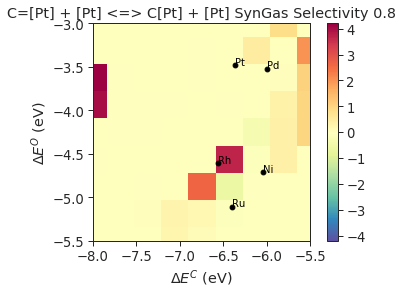 C=[Pt] + [Pt] <=> C[Pt] + [Pt] SynGas Selectivity 0.8
−3.0
−3.5
−4.0
−4.5
−5.0
−5.5
ΔE^O (eV)
Pt
Pd
Rh
Ni
Ru
−8.0 −7.5 −7.0 −6.5 −6.0 −5.5
ΔE^C (eV)
4
3
2
1
0
−1
−2
−3
−4